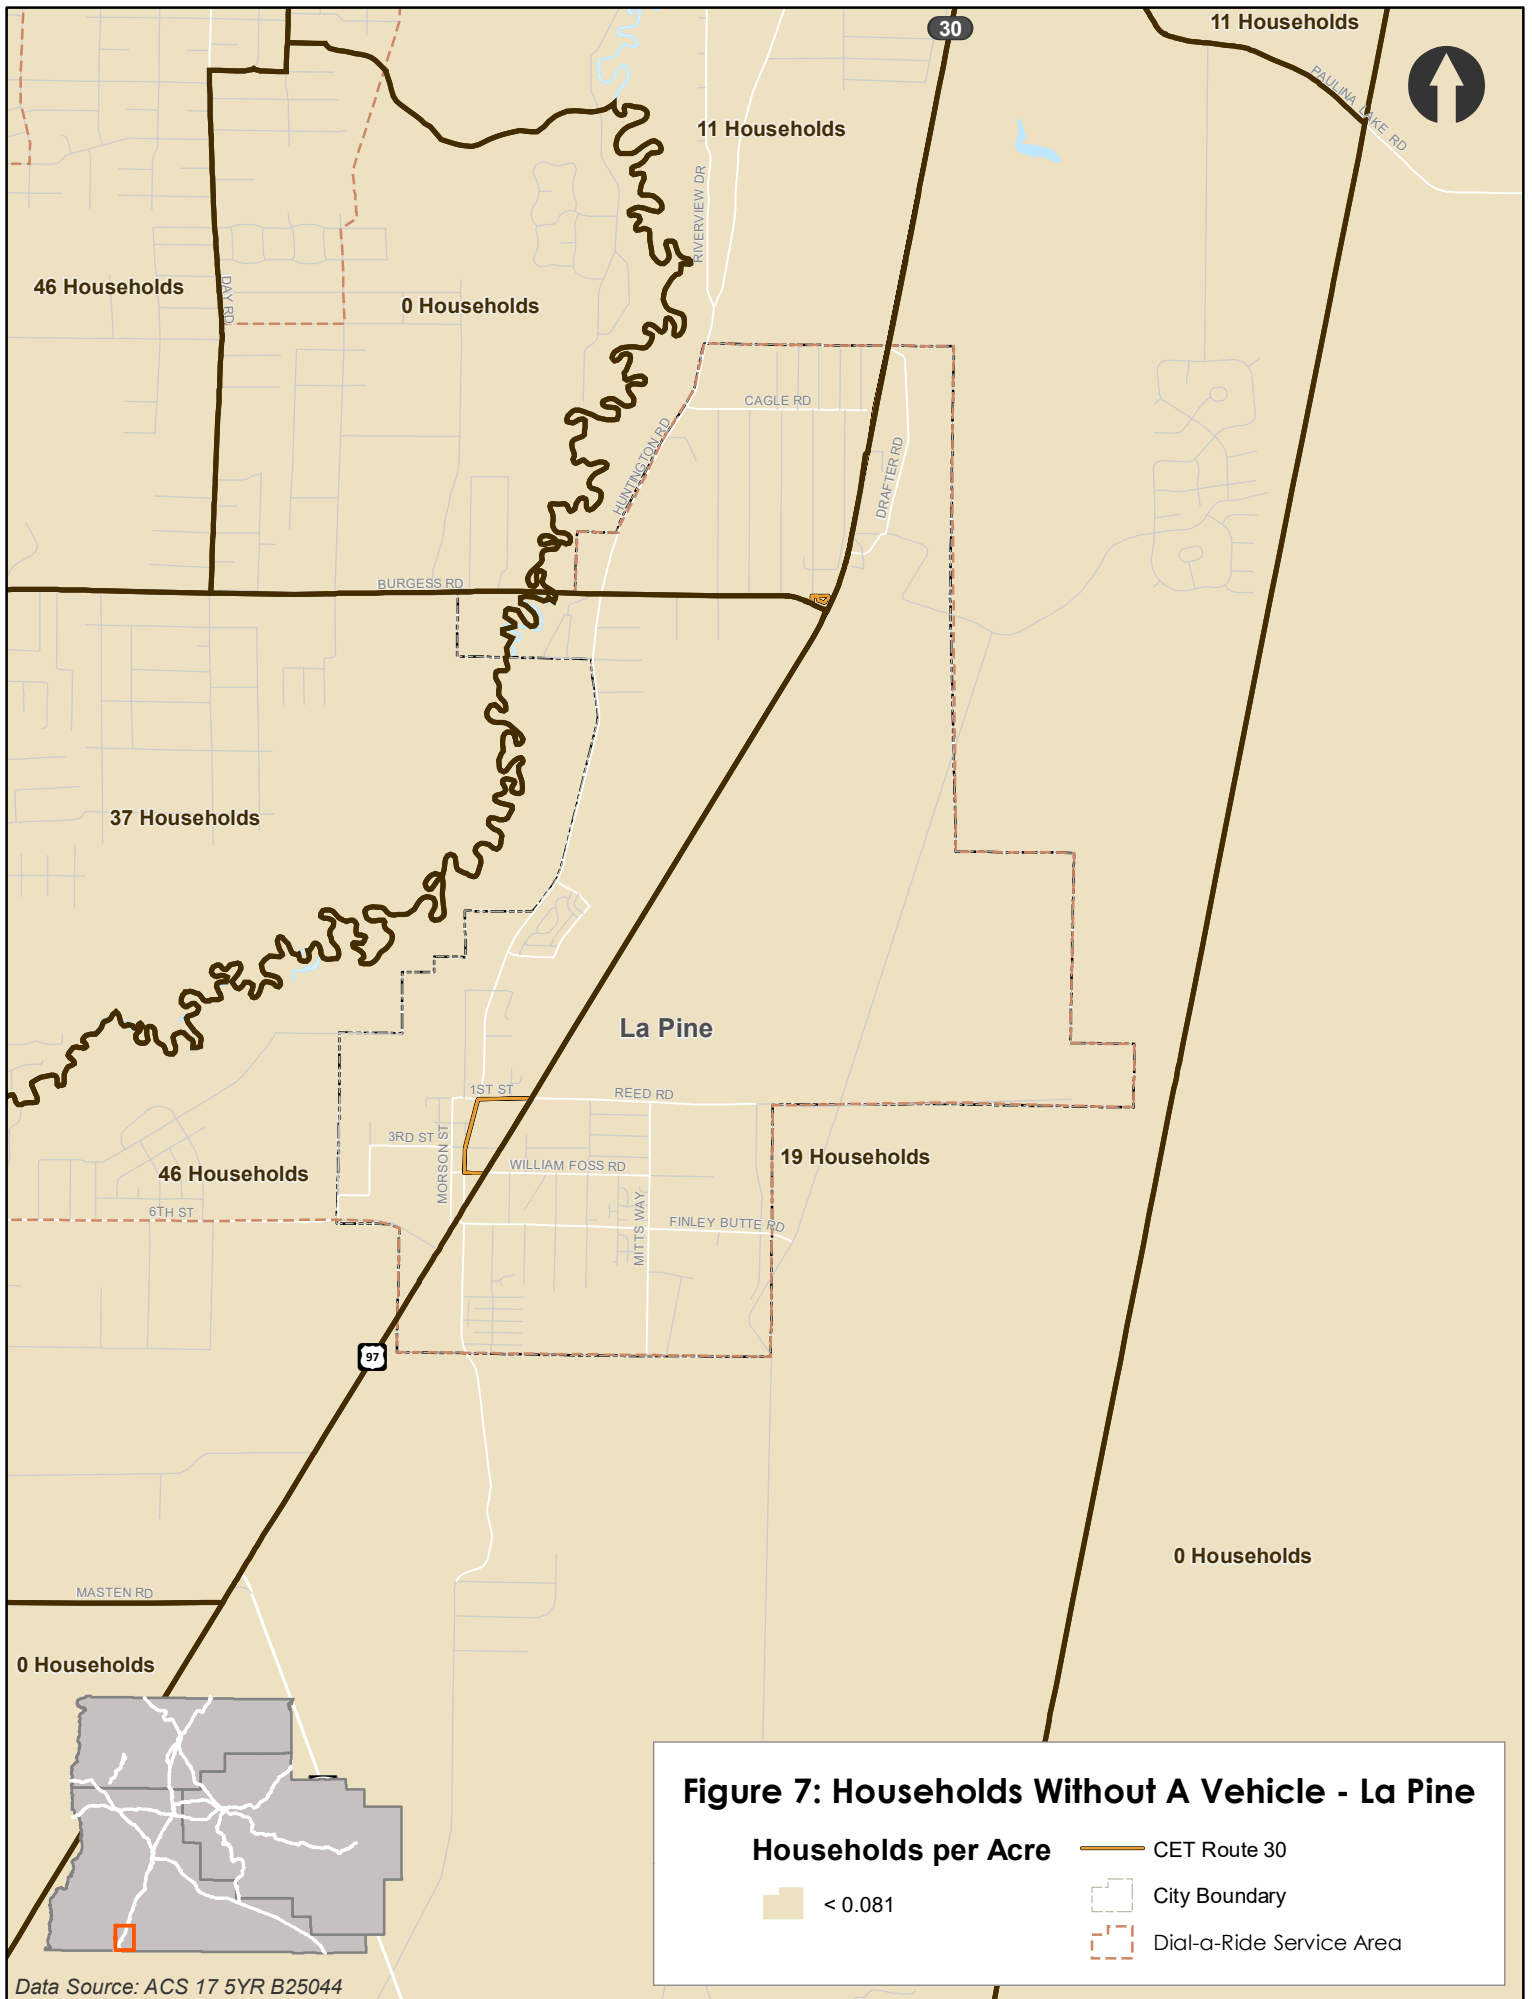 30
11 Households
PAULINA LAKE RD
11 Households
RIVERVIEW DR
46 Households
DAY RD
0 Households
CAGLE RD
HUNTINGTON RD
DRAFTER RD
BURGESS RD
37 Households
La Pine
1ST ST
REED RD
3RD ST
MORSON ST
WILLIAM FOSS RD
19 Households
46 Households
6TH ST
MITTS WAY
FINLEY BUTTE RD
97
0 Households
MASTEN RD
0 Households
Figure 7: Households Without A Vehicle - La Pine
Households per Acre
< 0.081
CET Route 30
City Boundary
Dial-a-Ride Service Area
Data Source: ACS 17 5YR B25044